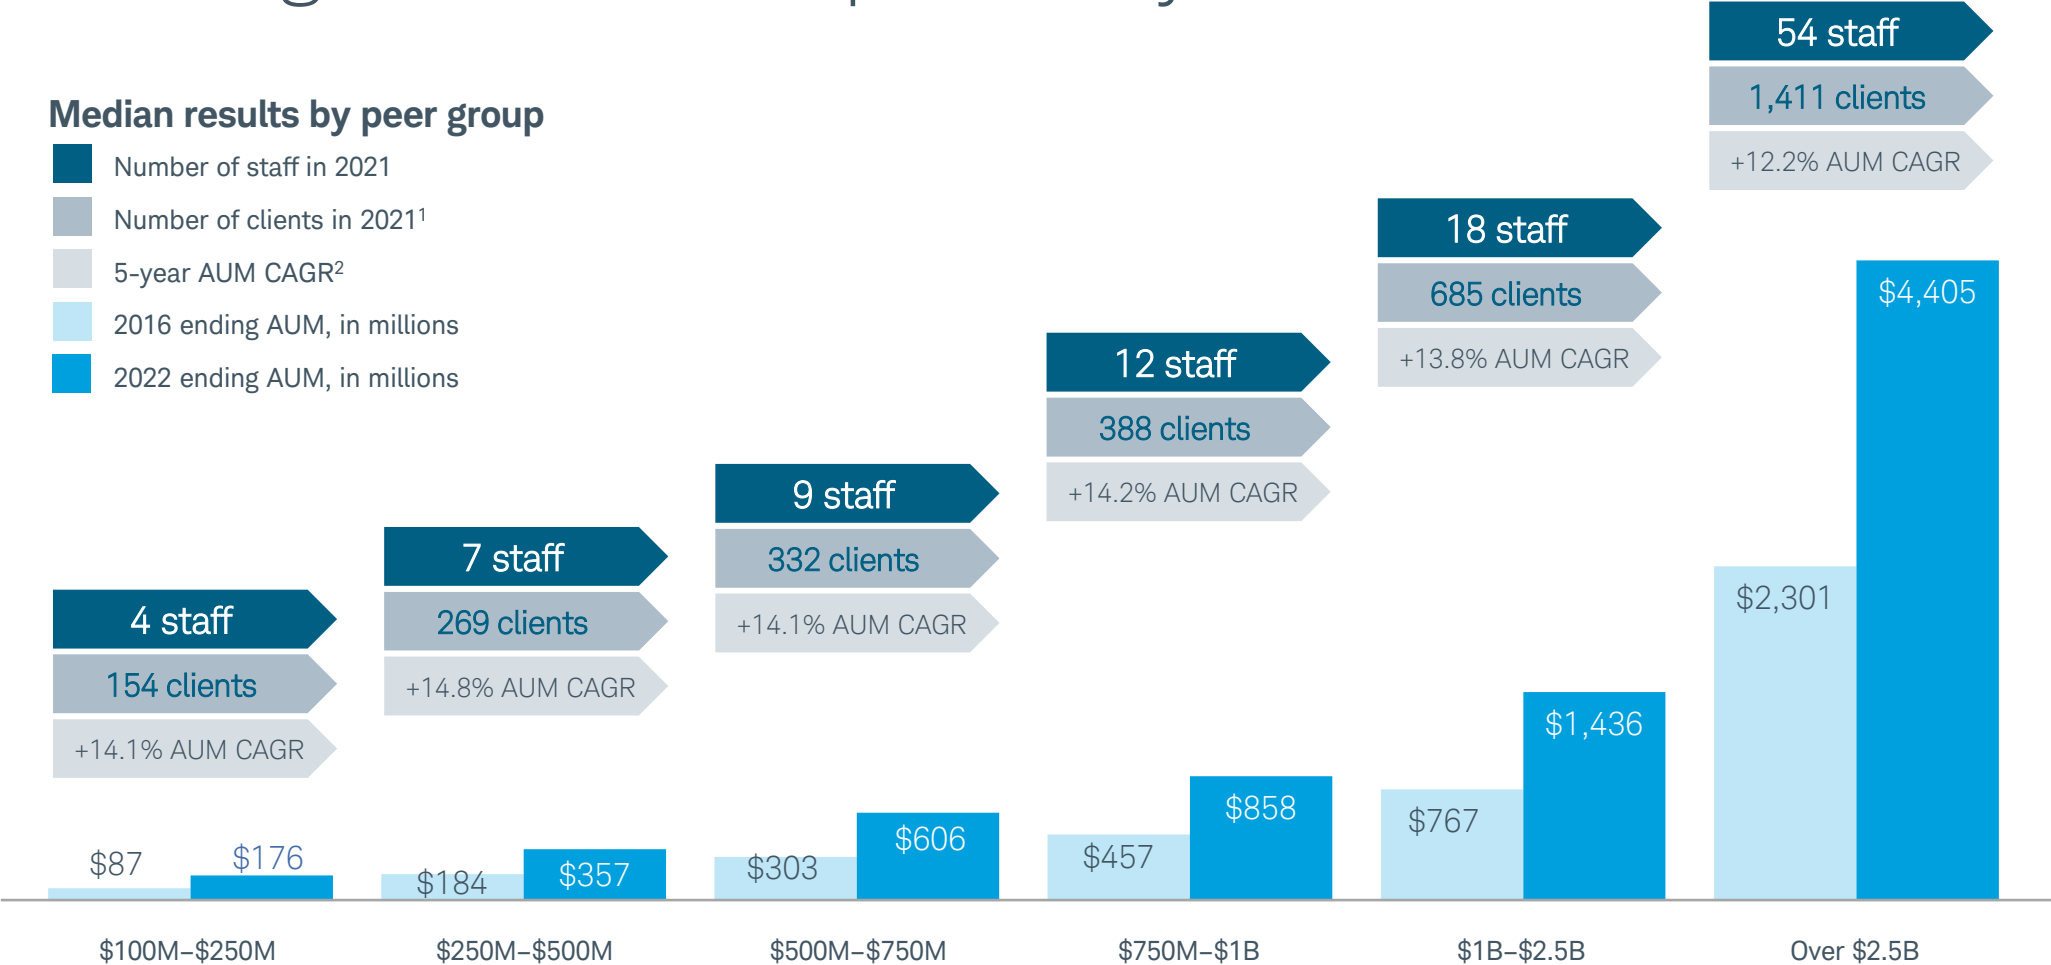 Median results by peer group
Number of staff in 2021
Number of clients in 2021¹
5-year AUM CAGR²
2016 ending AUM, in millions
2022 ending AUM, in millions
4 staff
154 clients
+14.1% AUM CAGR
$87
$176
$100M–$250M
7 staff
269 clients
+14.8% AUM CAGR
$184
$357
$250M–$500M
9 staff
332 clients
+14.1% AUM CAGR
$303
$606
$500M–$750M
12 staff
388 clients
+14.2% AUM CAGR
$457
$858
$750M–$1B
18 staff
685 clients
+13.8% AUM CAGR
$767
$1,436
$1B–$2.5B
54 staff
1,411 clients
+12.2% AUM CAGR
$2,301
$4,405
Over $2.5B